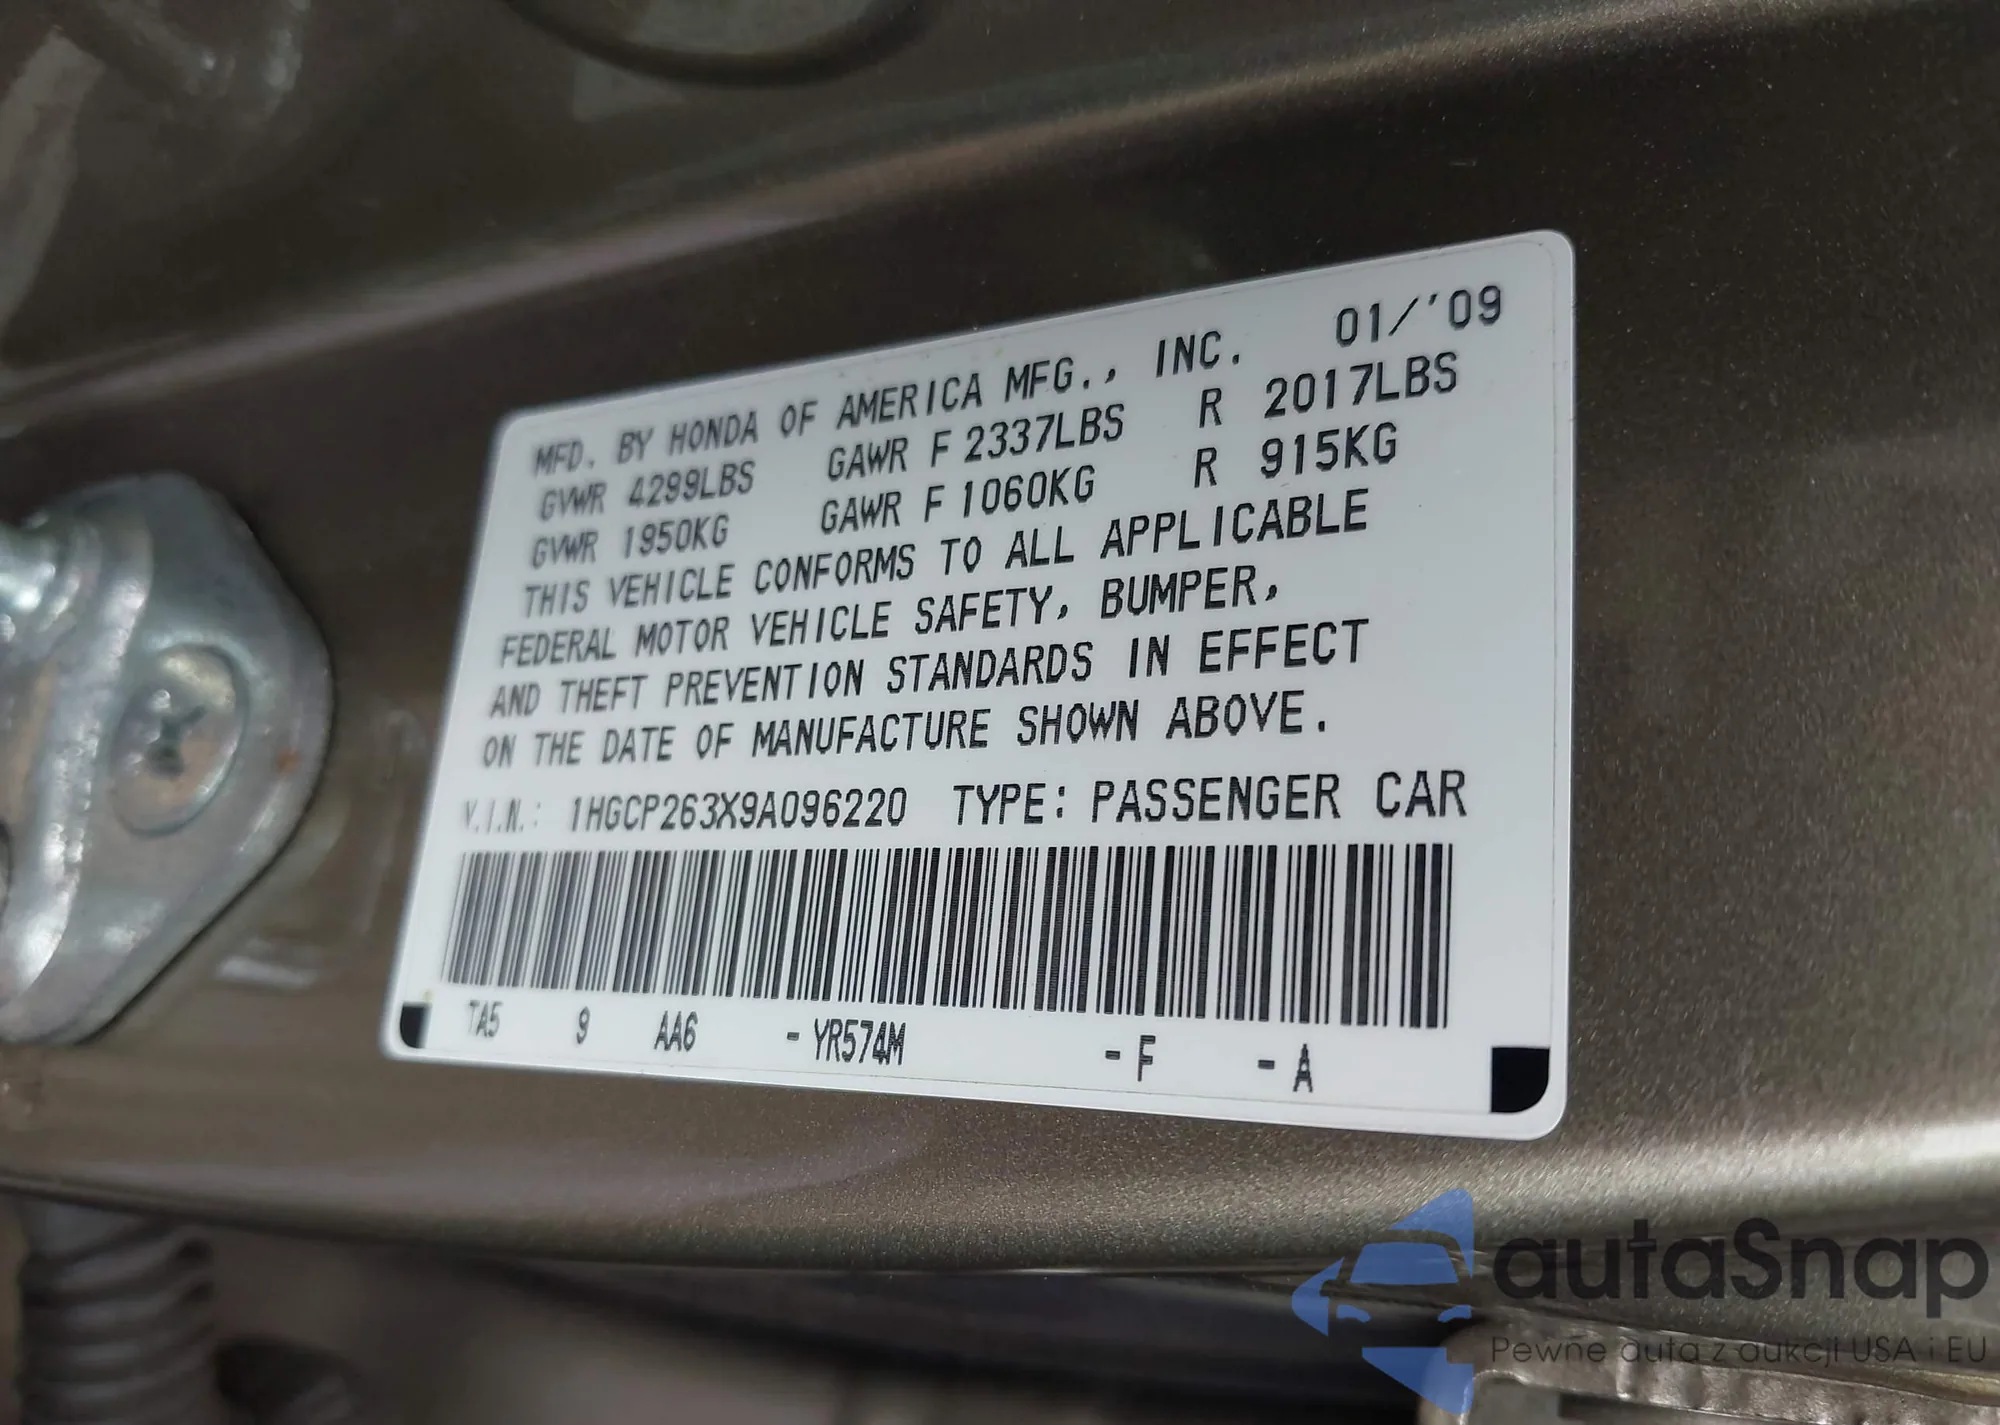 MFD. BY HONDA OF AMERICA MFG., INC. 01/'09
GVWR 4299LBS GAWR F 2337LBS R 2017LBS
GVWR 1950KG GAWR F 1060KG R 915KG
THIS VEHICLE CONFORMS TO ALL APPLICABLE
FEDERAL MOTOR VEHICLE SAFETY, BUMPER,
AND THEFT PREVENTION STANDARDS IN EFFECT
ON THE DATE OF MANUFACTURE SHOWN ABOVE.
V.I.N.: 1HGCP263X9A096220 TYPE: PASSENGER CAR
TA5 9 AA6 - YR574M - F - A
autaSnap
Pewne auta z aukcji USA i EU